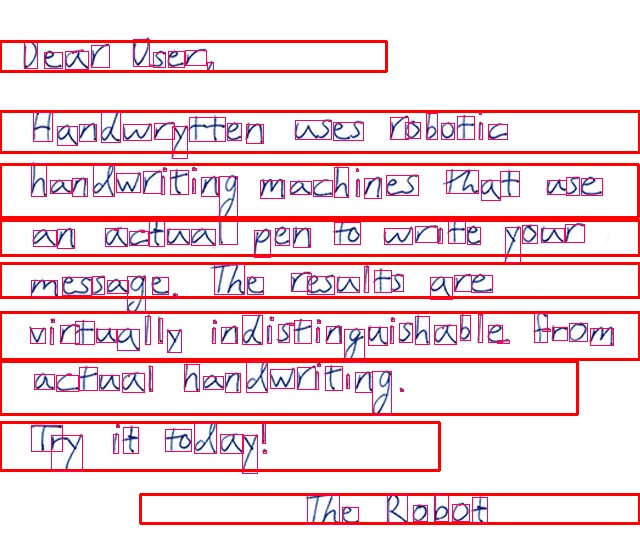 Dear User,
Handwrytten uses robotic
handwriting machines that use
an actual pen to write your
message. The results are
virtually indistinguishable from
actual handwriting.
Try it today!
The Robot